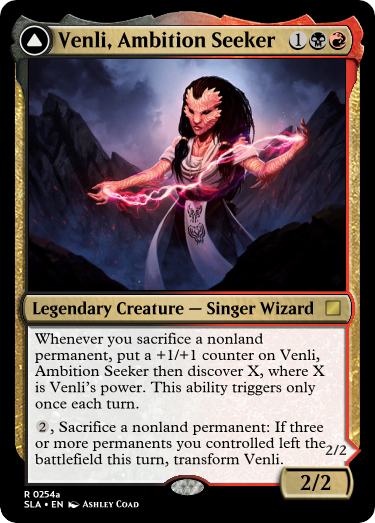 Venli, Ambition Seeker 1
Legendary Creature — Singer Wizard
Whenever you sacrifice a nonland
permanent, put a +1/+1 counter on Venli,
Ambition Seeker then discover X, where X
is Venli's power. This ability triggers only
once each turn.
2, Sacrifice a nonland permanent: If three
or more permanents you controlled left the
battlefield this turn, transform Venli.
2/2
2/2
R 0254a
SLA • EN Ashley Coad